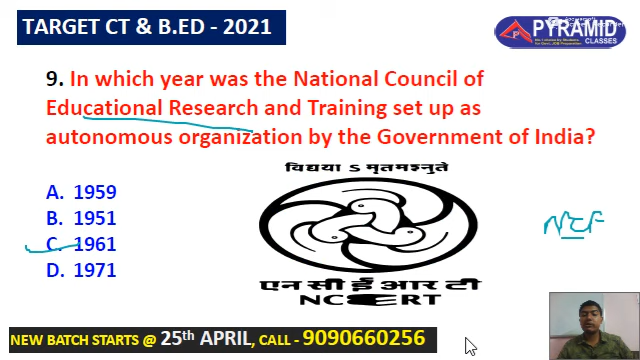 TARGET CT & B.ED - 2021
PYRAMID
CLASSES
9. In which year was the National Council of
Educational Research and Training set up as
autonomous organization by the Government of India?
A. 1959
B. 1951
C. 1961
D. 1971
विद्यया ऽ मृतमश्नुते
एन सी ई आर टी
NCERT
NCF
NEW BATCH STARTS @ 25th APRIL, CALL - 9090660256